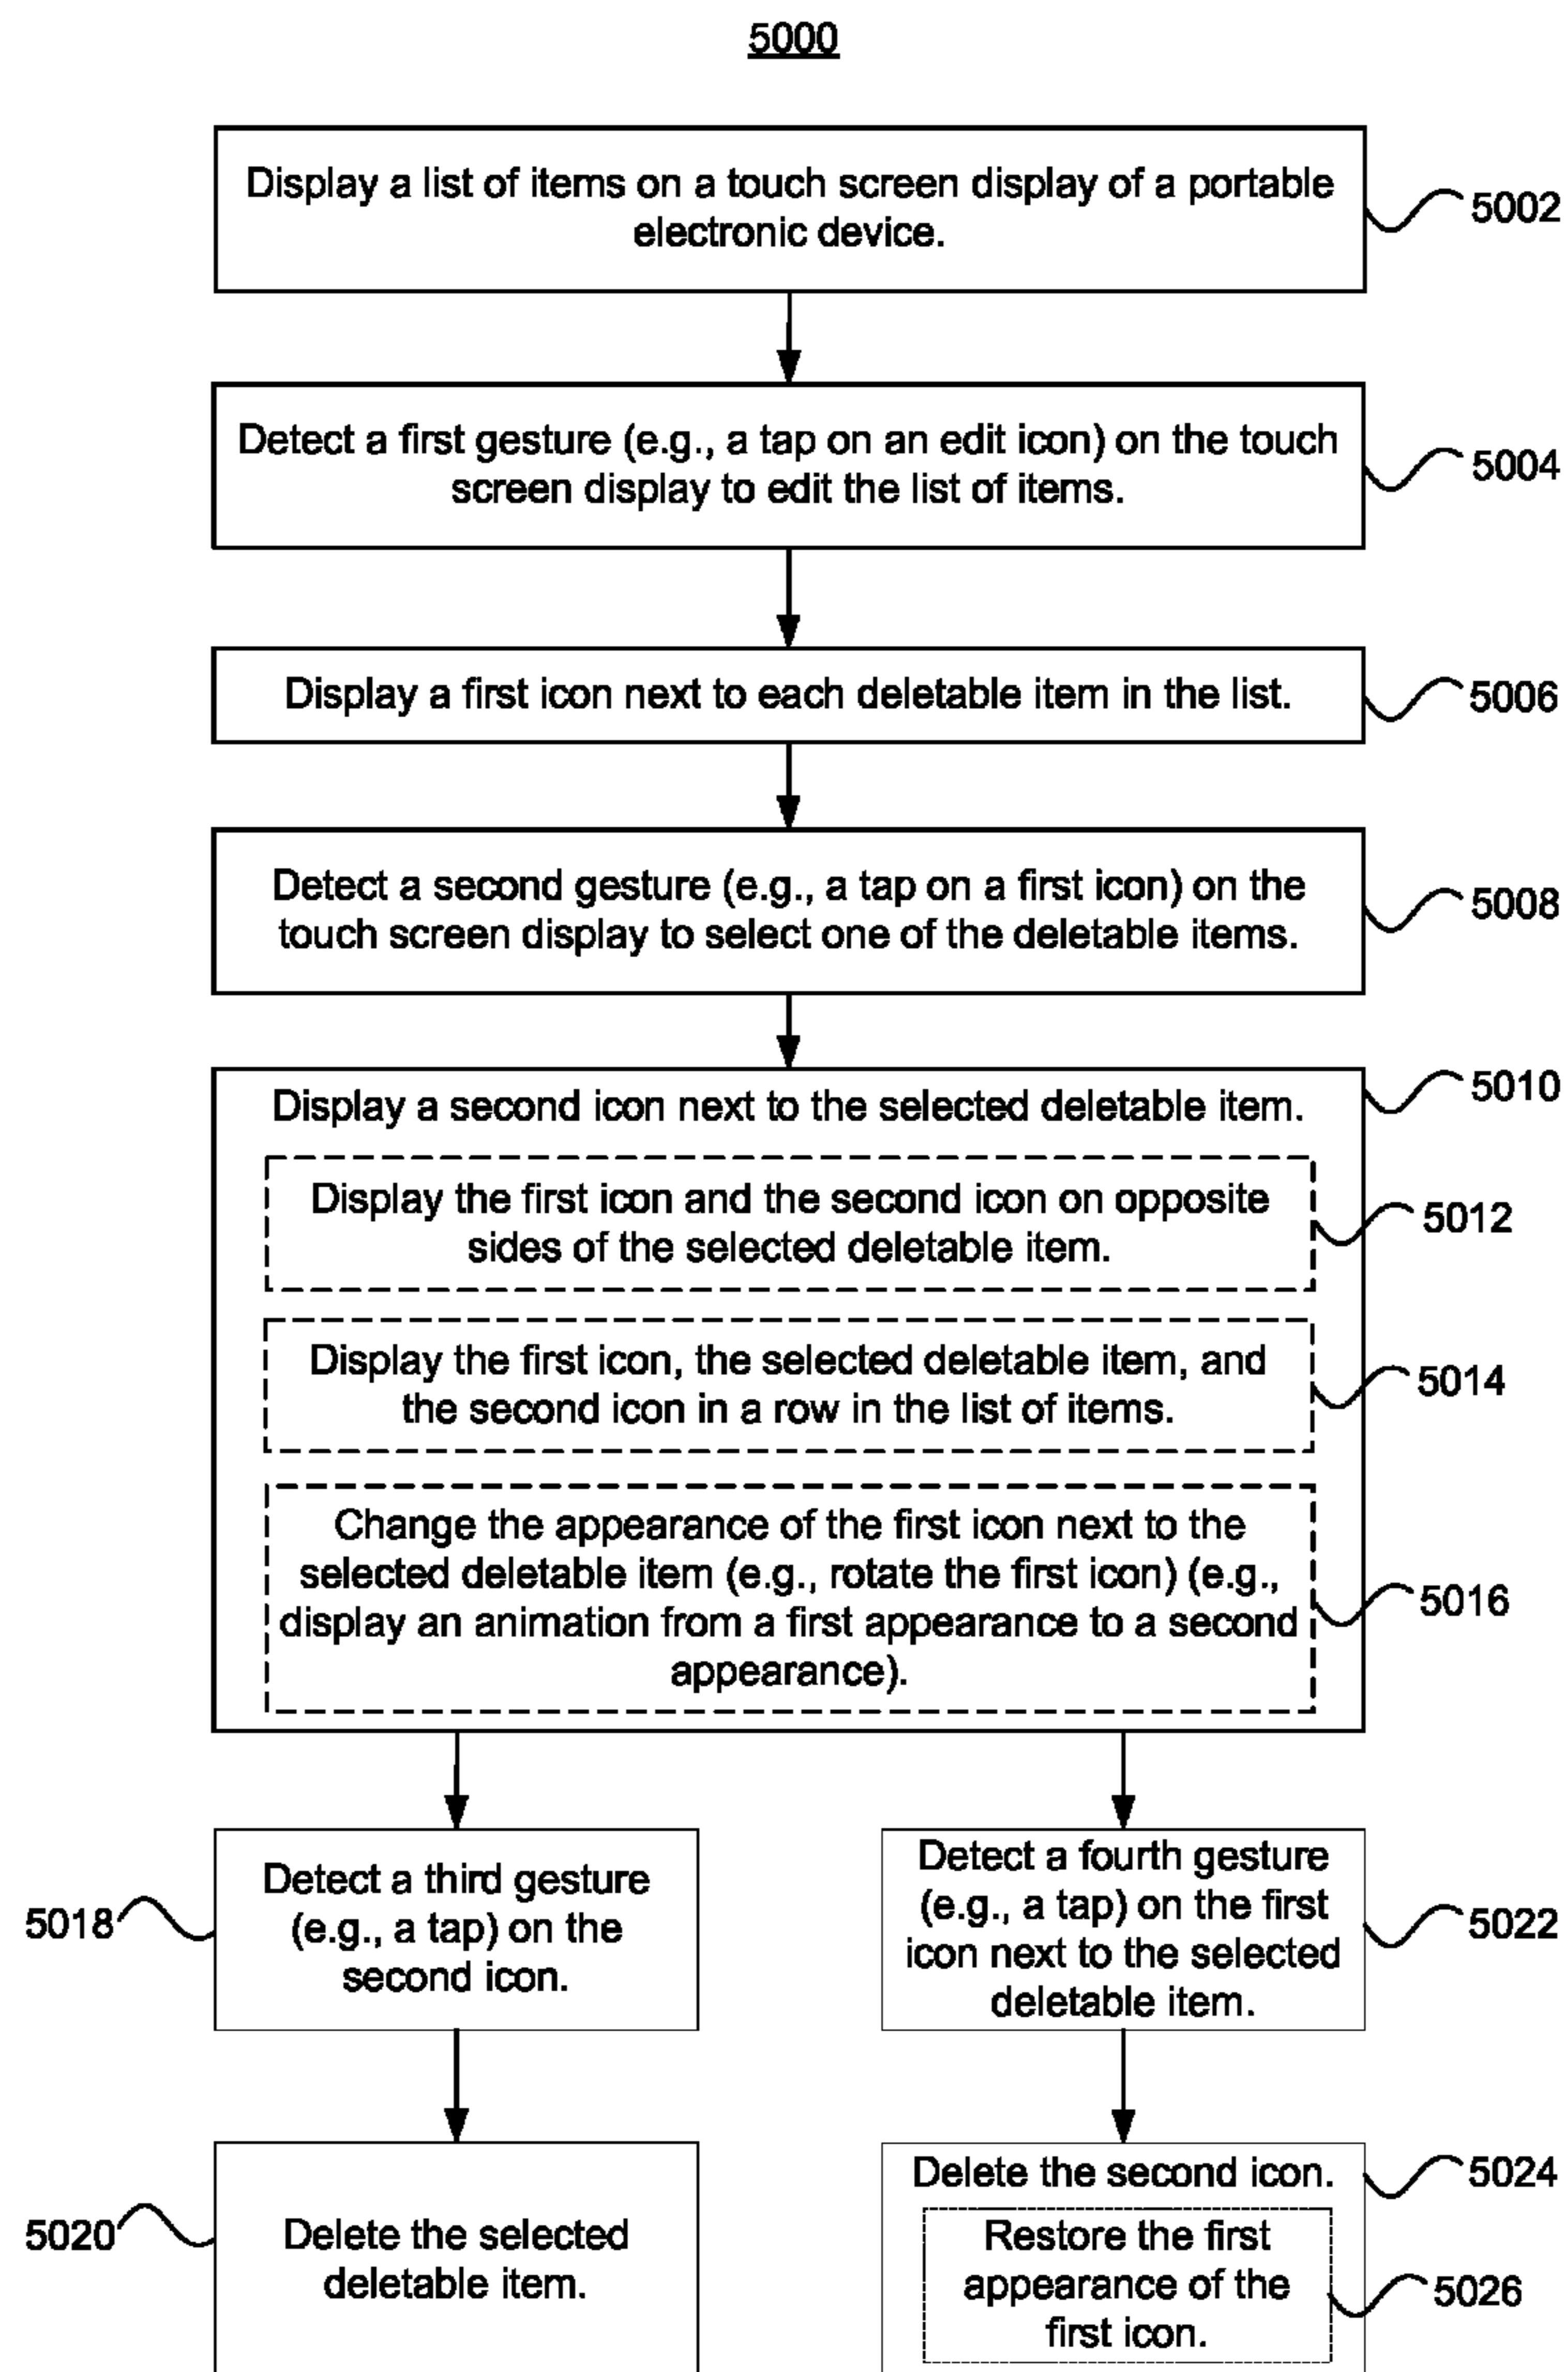 5000
Display a list of items on a touch screen display of a portable
electronic device.
5002
Detect a first gesture (e.g., a tap on an edit icon) on the touch
screen display to edit the list of items.
5004
Display a first icon next to each deletable item in the list.
5006
Detect a second gesture (e.g., a tap on a first icon) on the
touch screen display to select one of the deletable items.
5008
Display a second icon next to the selected deletable item.
5010
Display the first icon and the second icon on opposite
sides of the selected deletable item.
5012
Display the first icon, the selected deletable item, and
the second icon in a row in the list of items.
5014
Change the appearance of the first icon next to the
selected deletable item (e.g., rotate the first icon) (e.g.,
display an animation from a first appearance to a second
appearance).
5016
5018
Detect a third gesture
(e.g., a tap) on the
second icon.
Detect a fourth gesture
(e.g., a tap) on the first
icon next to the selected
deletable item.
5022
5020
Delete the selected
deletable item.
Delete the second icon.
5024
Restore the first
appearance of the
first icon.
5026